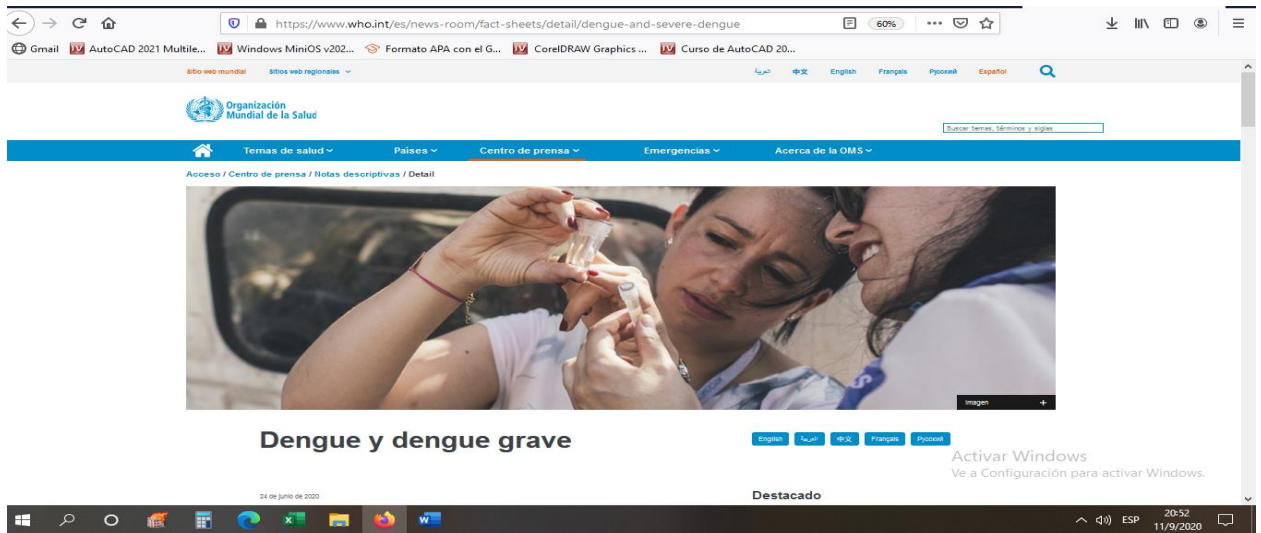 https://www.who.int/es/news-room/fact-sheets/detail/dengue-and-severe-dengue
60%
Gmail AutoCAD 2021 Multile... Windows MiniOS v202... Formato APA con el G... CorelDRAW Graphics ... Curso de AutoCAD 20...
Sitio web mundial Sitios web regionales العربية 中文 English Français Русский Español
Organización
Mundial de la Salud
Buscar temas, términos y siglas
Temas de salud Países Centro de prensa Emergencias Acerca de la OMS
Acceso / Centro de prensa / Notas descriptivas / Detail
Imagen +
Dengue y dengue grave
English العربية 中文 Français Русский
Activar Windows
Ve a Configuración para activar Windows.
24 de junio de 2020
Destacado
ESP
20:52
11/9/2020